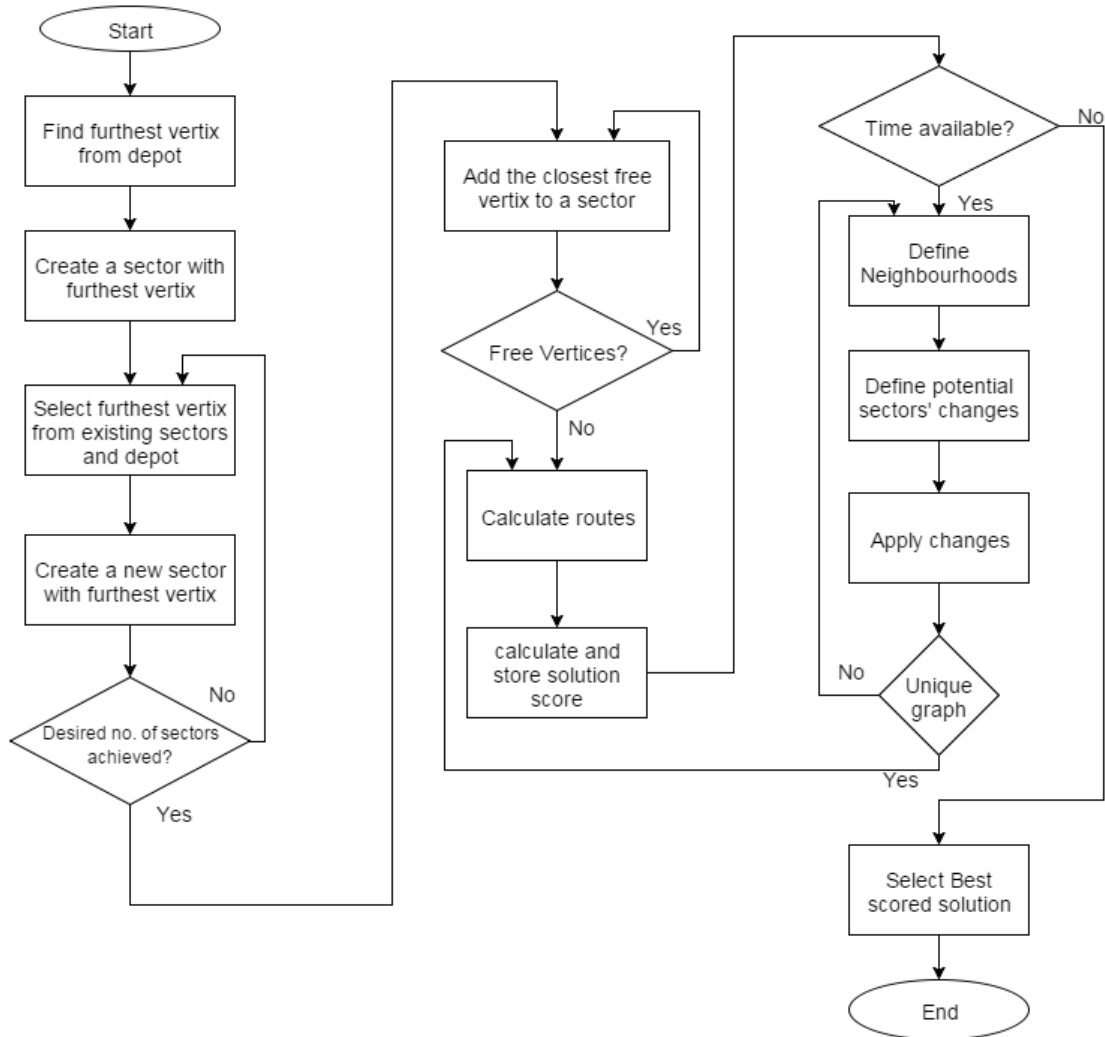 Start
Find furthest vertix
from depot
Create a sector with
furthest vertix
Select furthest vertix
from existing sectors
and depot
Create a new sector
with furthest vertix
No
Desired no. of sectors
achieved?
Yes
Add the closest free
vertix to a sector
Yes
Free Vertices?
No
Calculate routes
calculate and
store solution
score
Time available?
No
Yes
Define
Neighbourhoods
Define potential
sectors' changes
Apply changes
No
Unique
graph
Yes
Select Best
scored solution
End